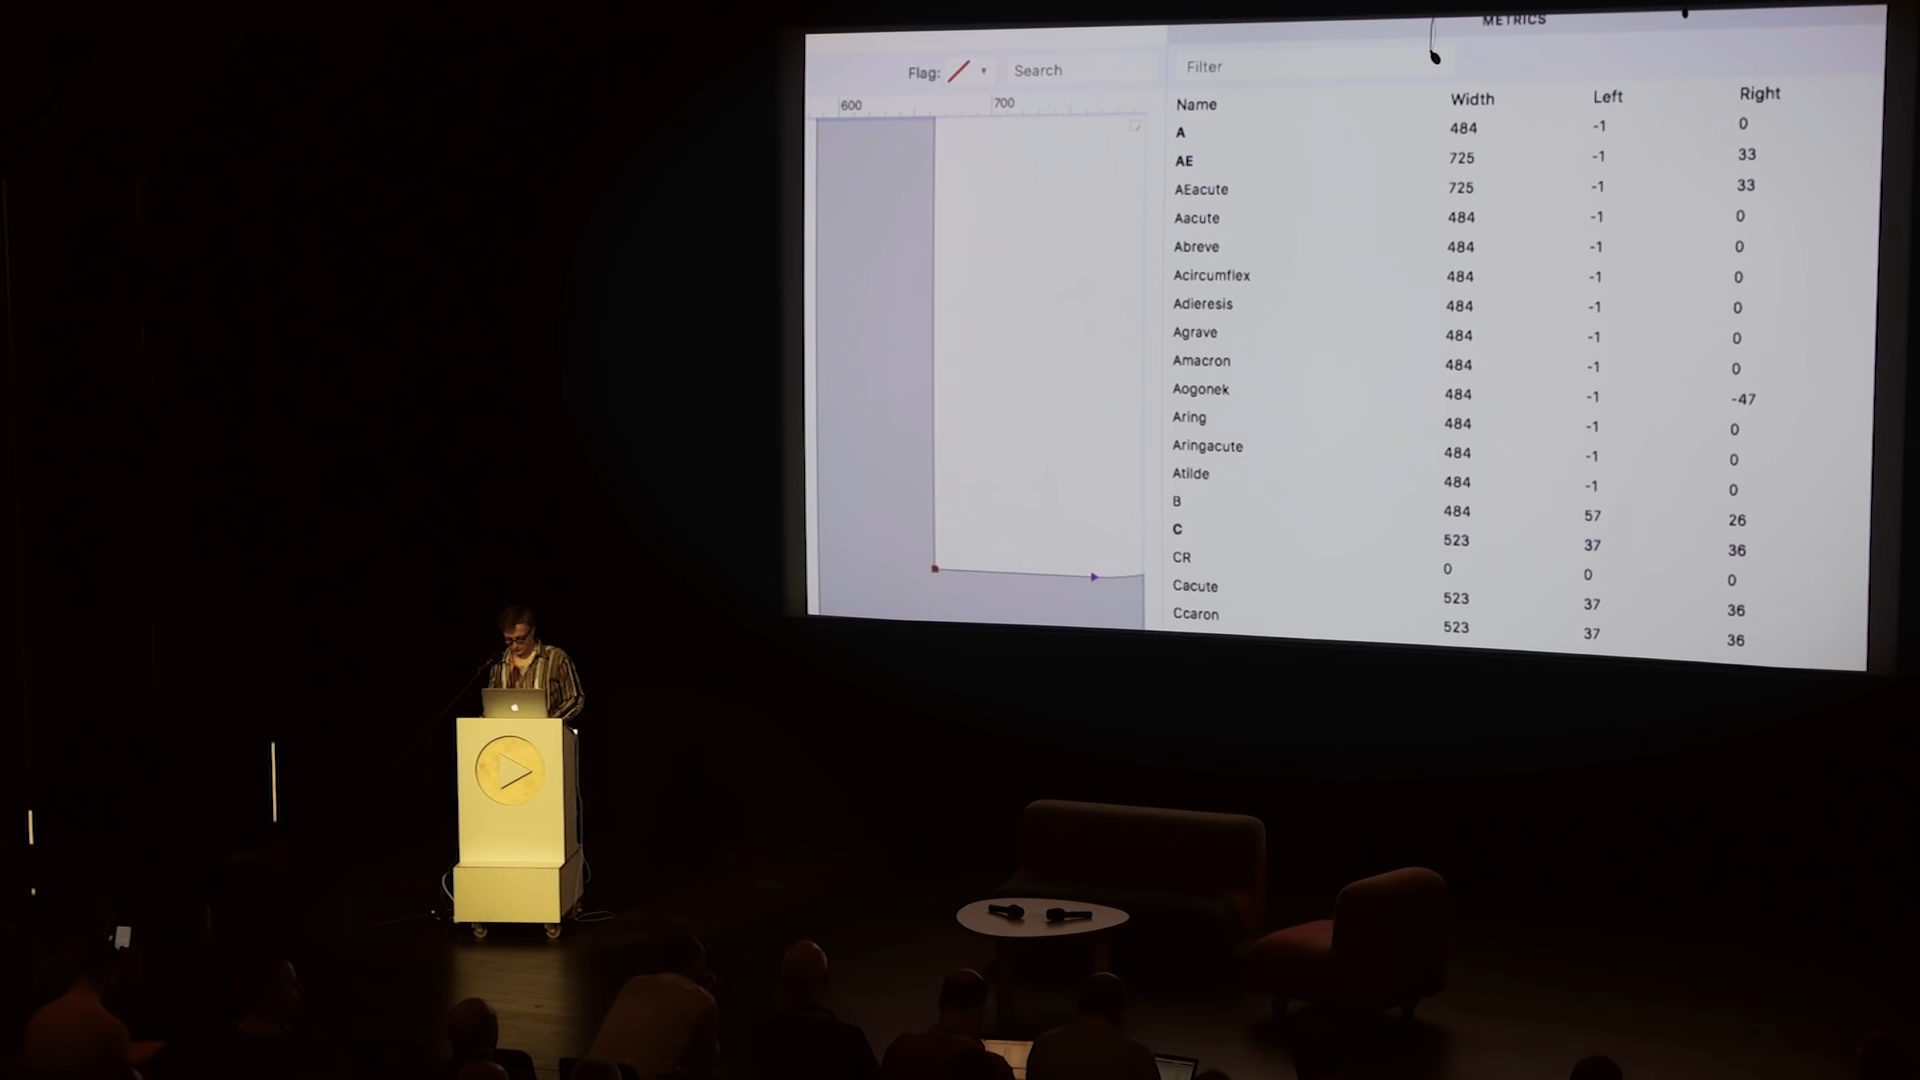 METRICS
Flag: Search
Filter
600 700
Name Width Left Right
A 484 -1 0
AE 725 -1 33
AEacute 725 -1 33
Aacute 484 -1 0
Abreve 484 -1 0
Acircumflex 484 -1 0
Adieresis 484 -1 0
Agrave 484 -1 0
Amacron 484 -1 0
Aogonek 484 -1 -47
Aring 484 -1 0
Aringacute 484 -1 0
Atilde 484 -1 0
B 484 57 26
C 523 37 36
CR 0 0 0
Cacute 523 37 36
Ccaron 523 37 36